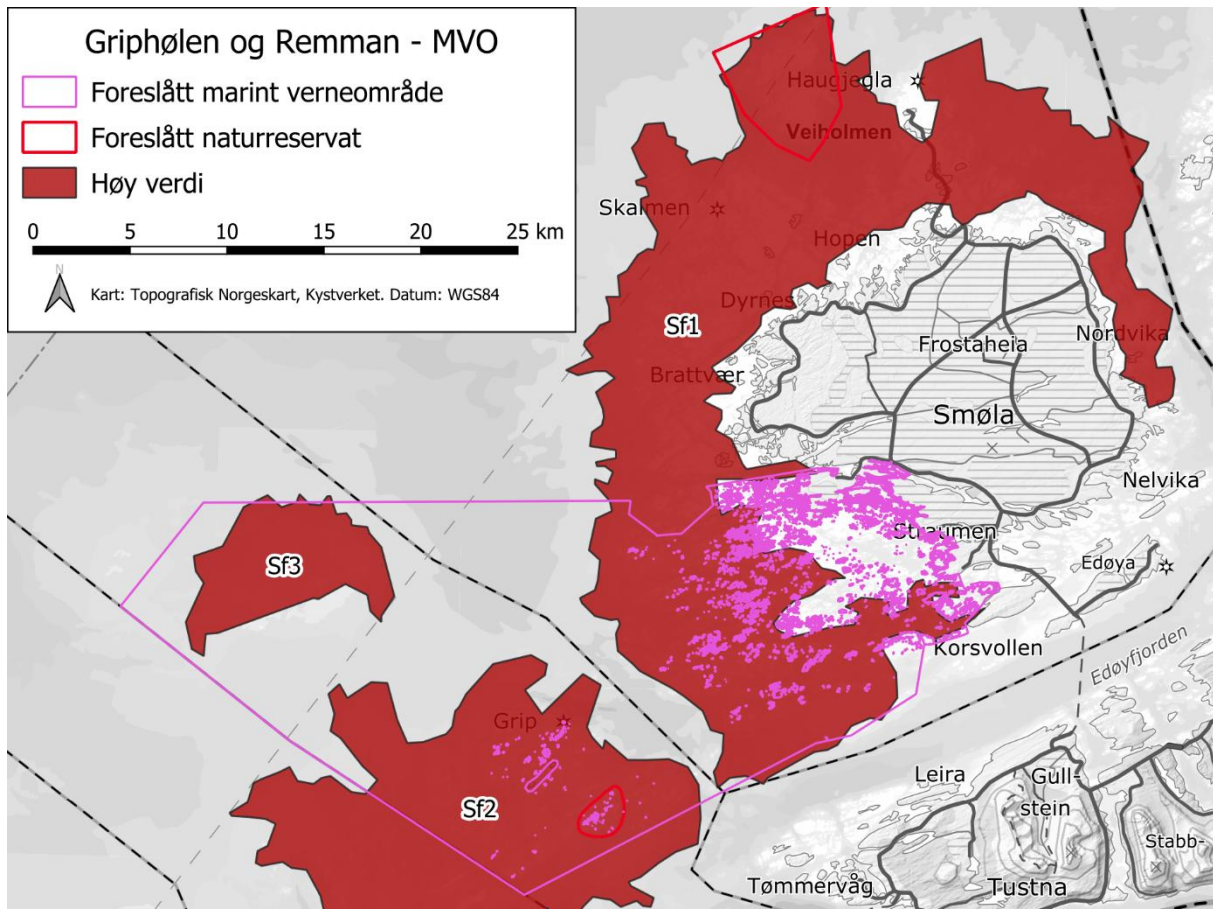 Griphølen og Remman - MVO
Foreslått marint verneområde
Foreslått naturreservat
Høy verdi
0 5 10 15 20 25 km
N
Kart: Topografisk Norgeskart, Kystverket. Datum: WGS84
Haugjegla
Veiholmen
Skalmen
Hopen
Dyrnes
Sf1
Frostaheia
Nordvika
Brattvær
Smøla
Nelvika
Straumen
Sf3
Edøya
Korsvollen
Edøyfjorden
Grip
Leira
Gull-
stein
Sf2
Stabb-
Tømmervåg
Tustna